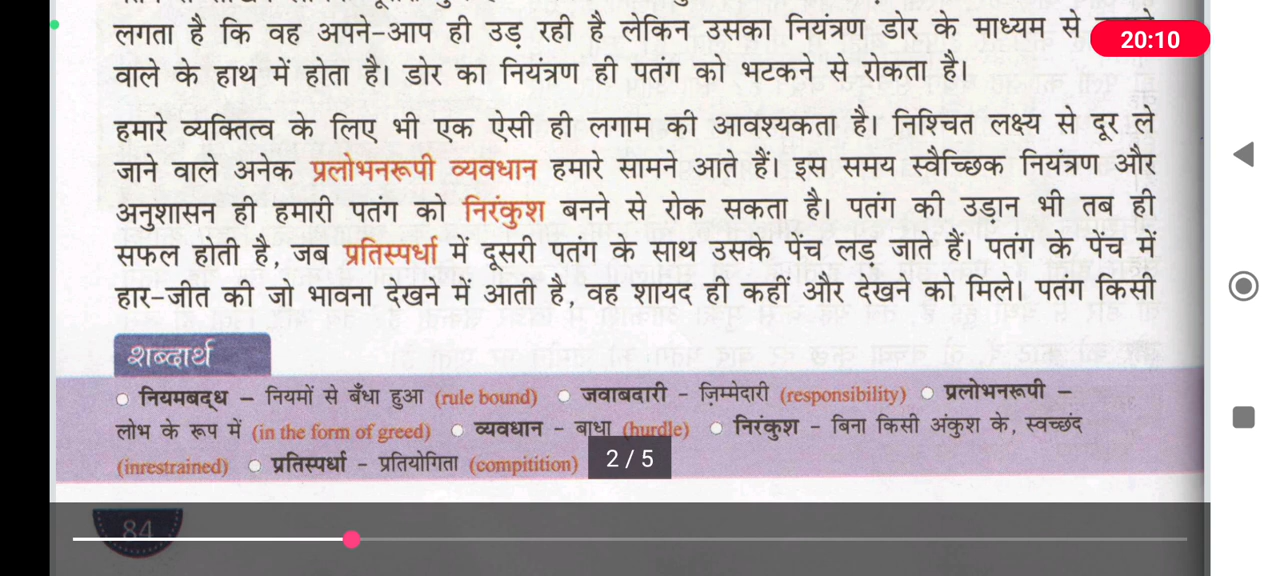 लगता है कि वह अपने-आप ही उड़ रही है लेकिन उसका नियंत्रण डोर के माध्यम से
20:10
वाले के हाथ में होता है। डोर का नियंत्रण ही पतंग को भटकने से रोकता है।
हमारे व्यक्तित्व के लिए भी एक ऐसी ही लगाम की आवश्यकता है। निश्चित लक्ष्य से दूर ले
जाने वाले अनेक प्रलोभनरूपी व्यवधान हमारे सामने आते हैं। इस समय स्वैच्छिक नियंत्रण और
अनुंशासन ही हमारी पतंग को निरंकुश बनने से रोक सकता है। पतंग की उड़ान भी तब ही
सफल होती है, जब प्रतिस्पर्धा में दूसरी पतंग के साथ उसके पेंच लड़ जाते हैं। पतंग के पेंच में
हार-जीत की जो भावना देखने में आती है, वह शायद ही कहीं और देखने को मिले। पतंग किसी
शब्दार्थ
○ नियमबद्ध – नियमों से बँधा हुआ (rule bound) ○ जवाबदारी – ज़िम्मेदारी (responsibility) ○ प्रलोभनरूपी –
लोभ के रूप में (in the form of greed) ○ व्यवधान – बाधा (hurdle) ○ निरंकुश – बिना किसी अंकुश के, स्वच्छंद
(inrestrained) ○ प्रतिस्पर्धा – प्रतियोगिता (compitition)
2 / 5
84